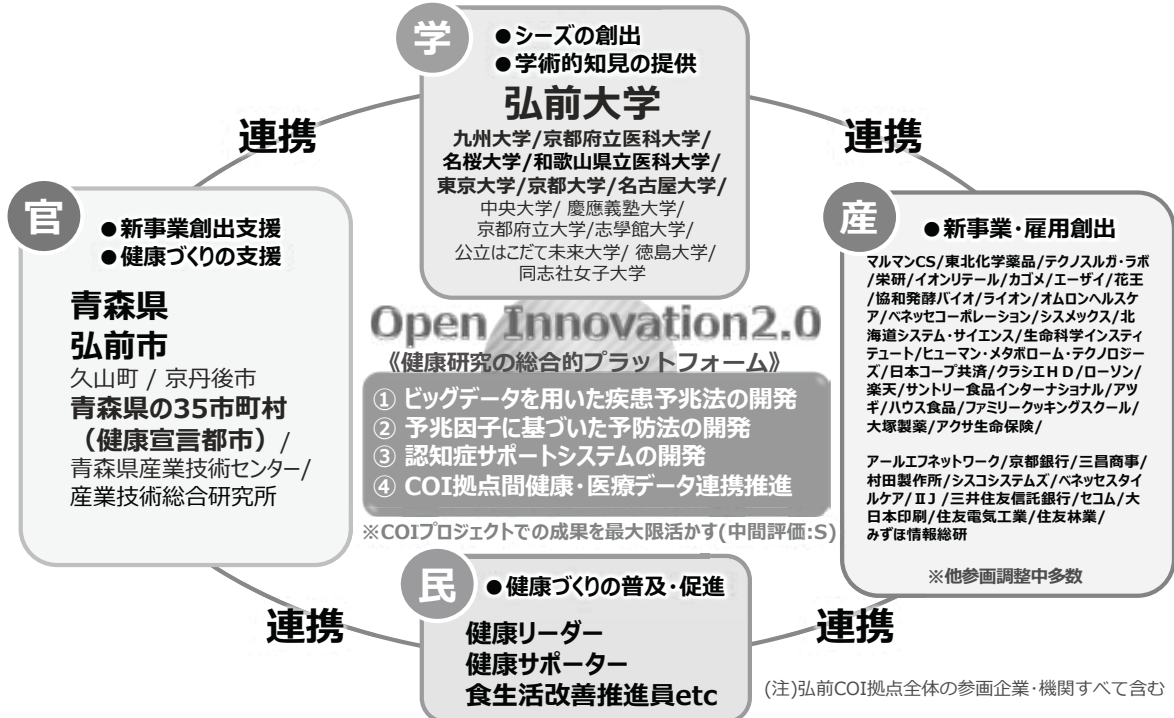 学
●シーズの創出
●学術的知見の提供
弘前大学
九州大学/京都府立医科大学/
名桜大学/和歌山県立医科大学/
東京大学/京都大学/名古屋大学/
中央大学/ 慶應義塾大学/
京都府立大学/志學館大学/
公立はこだて未来大学/ 徳島大学/
同志社女子大学
連携
連携
官
●新事業創出支援
●健康づくりの支援
青森県
弘前市
久山町 / 京丹後市
青森県の35市町村
（健康宣言都市）/
青森県産業技術センター/
産業技術総合研究所
Open Innovation2.0
《健康研究の総合的プラットフォーム》
① ビッグデータを用いた疾患予兆法の開発
② 予兆因子に基づいた予防法の開発
③ 認知症サポートシステムの開発
④ COI拠点間健康・医療データ連携推進
※COIプロジェクトでの成果を最大限活かす(中間評価:S)
産
●新事業・雇用創出
マルマンCS/東北化学薬品/テクノスルガ・ラボ
/栄研/イオンリテール/カゴメ/エーザイ/花王
/協和発酵バイオ/ライオン/オムロンヘルスケ
ア/ベネッセコーポレーション/シスメックス/北
海道システム・サイエンス/生命科学インスティ
テュート/ヒューマン・メタボローム・テクノロジー
ズ/日本コープ共済/クラシエＨＤ/ローソン/
楽天/サントリー食品インターナショナル/アツ
ギ/ハウス食品/ファミリークッキングスクール/
大塚製薬/アクサ生命保険/
アールエフネットワーク/京都銀行/三昌商事/
村田製作所/シスコシステムズ/ベネッセスタイ
ルケア/ⅡJ /三井住友信託銀行/セコム/大
日本印刷/住友電気工業/住友林業/
みずほ情報総研
※他参画調整中多数
民
●健康づくりの普及・促進
健康リーダー
健康サポーター
食生活改善推進員etc
連携
連携
(注)弘前COI拠点全体の参画企業・機関すべて含む